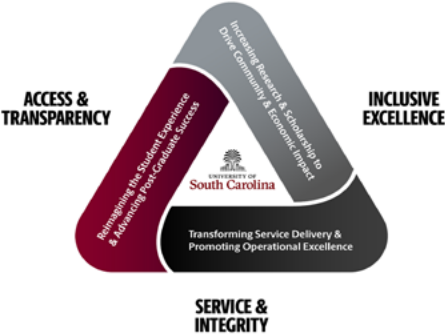 Increasing Research & Scholarship to
Drive Community & Economic Impact
ACCESS &
TRANSPARENCY
INCLUSIVE
EXCELLENCE
Reimagining the Student Experience
& Advancing Post-Graduate Success
UNIVERSITY OF
South Carolina
Transforming Service Delivery &
Promoting Operational Excellence
SERVICE &
INTEGRITY